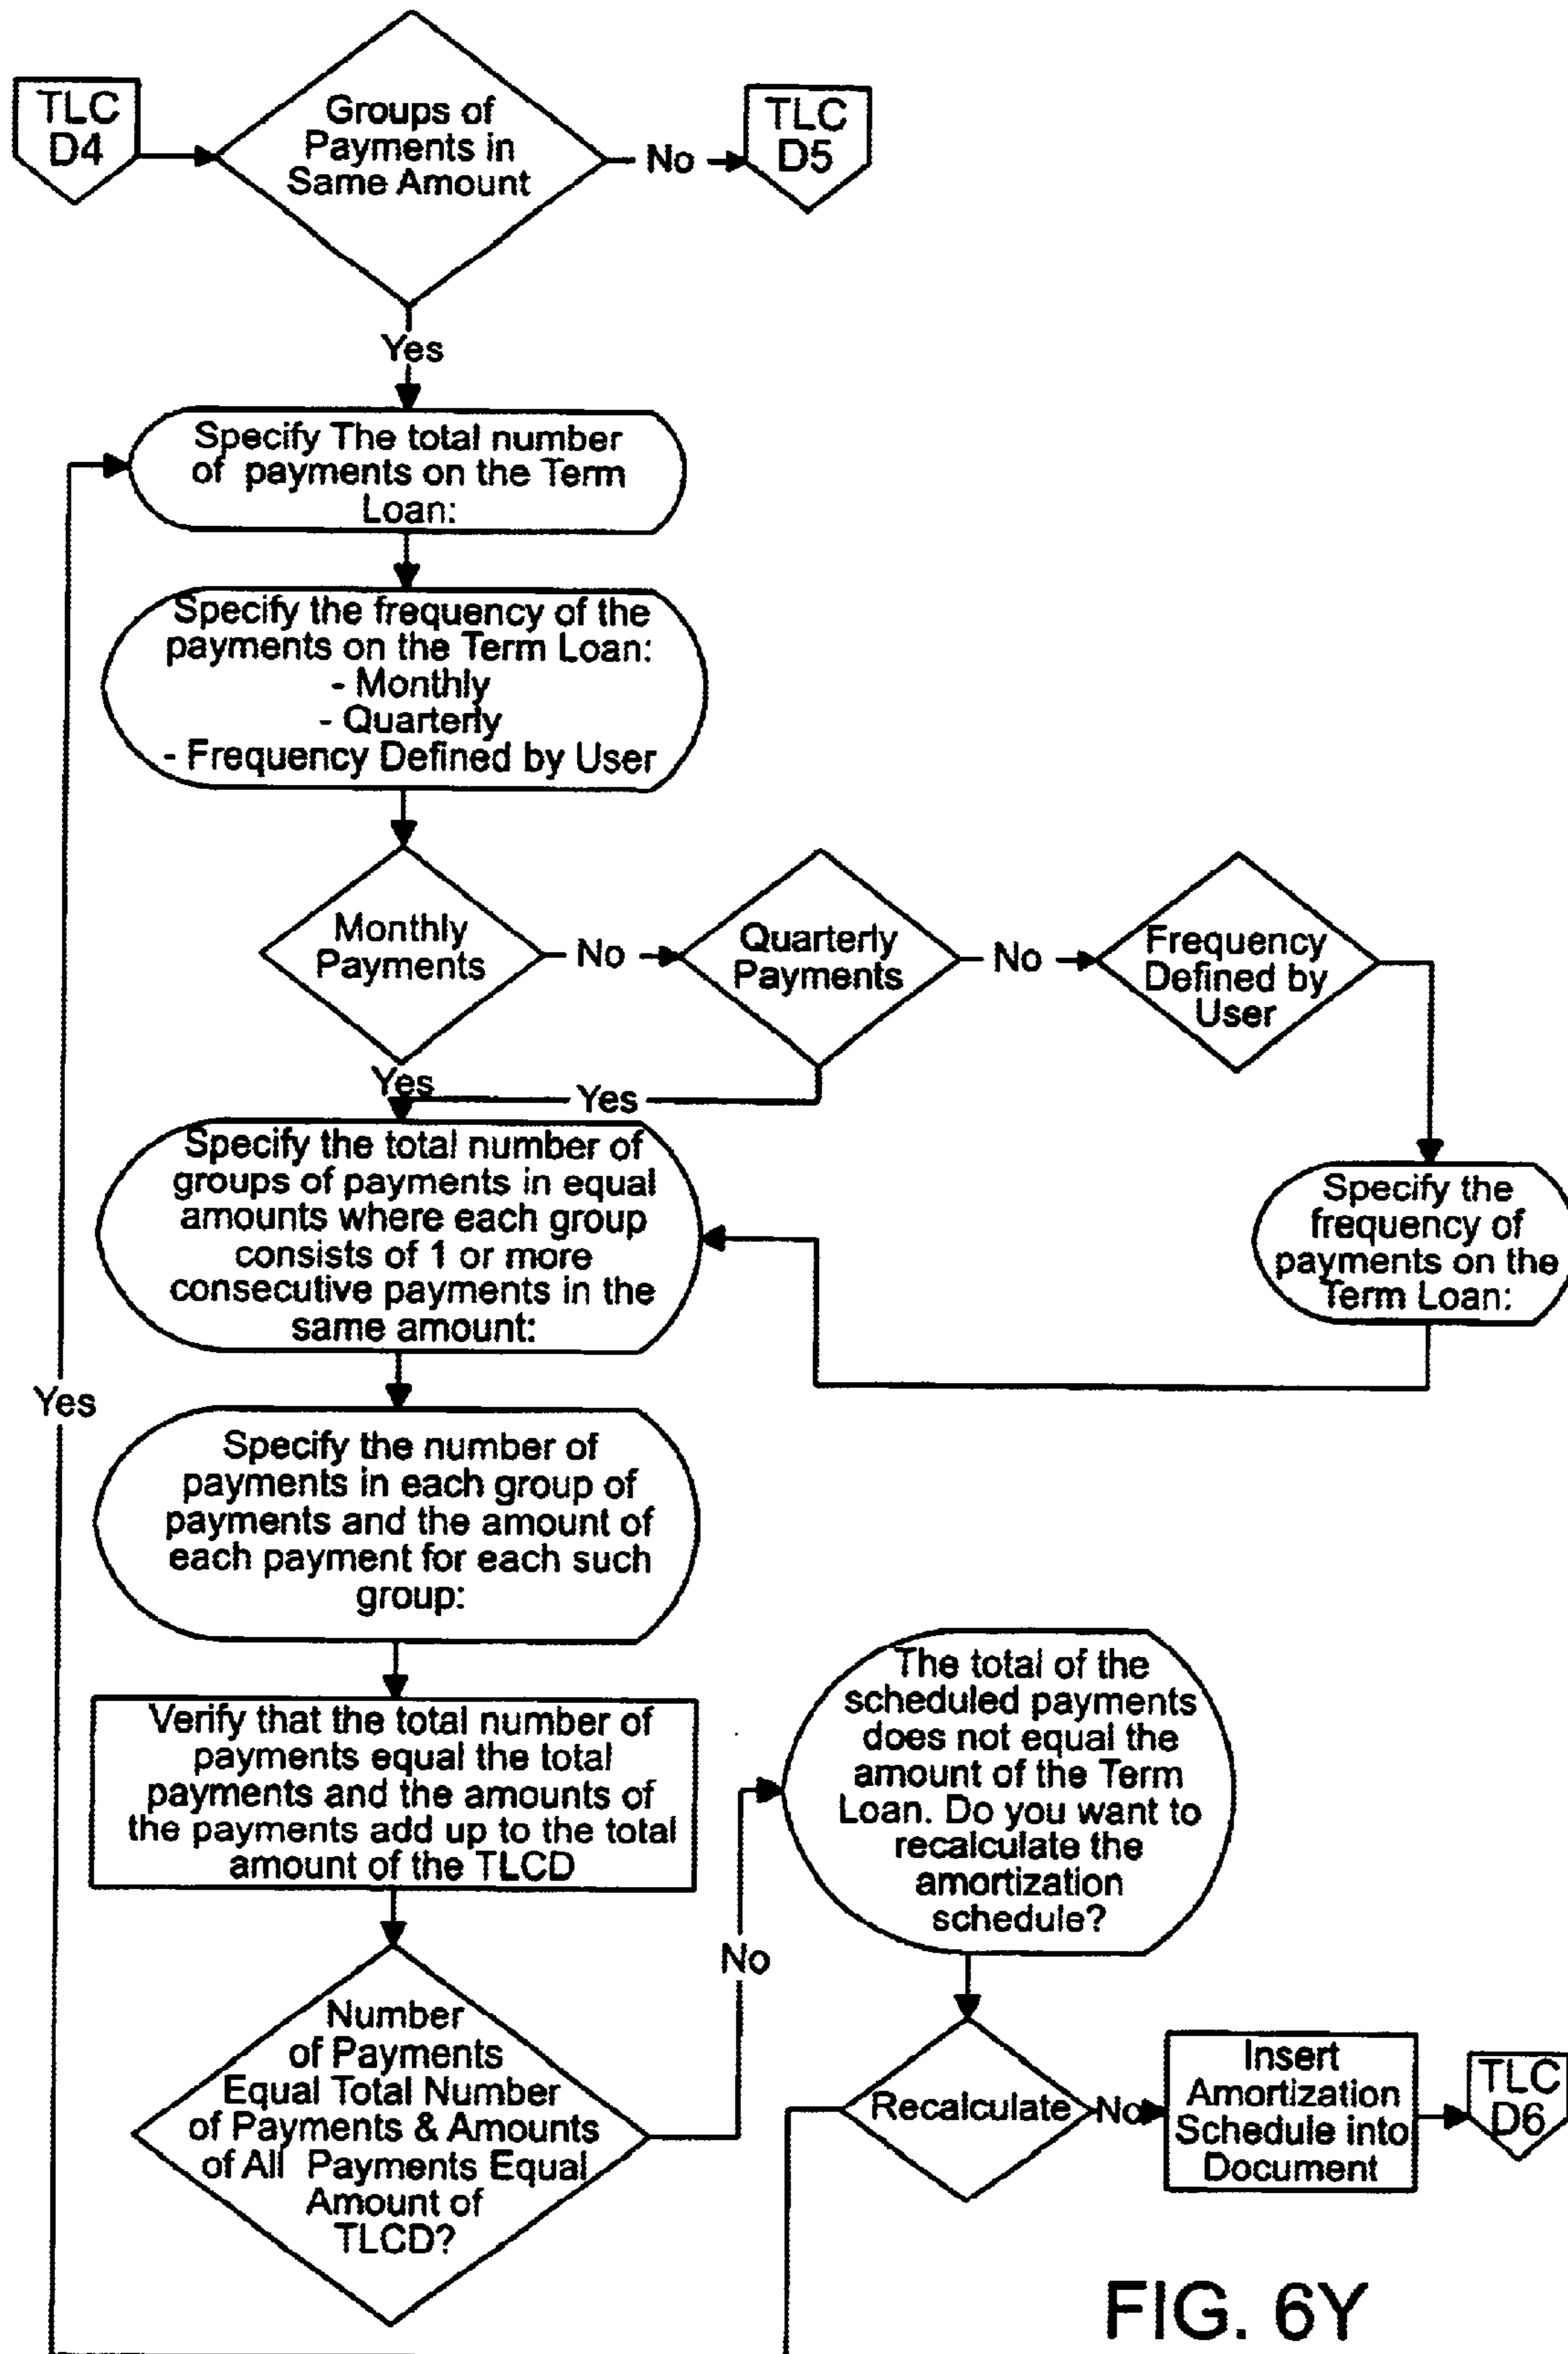 TLC
D4
Groups of
Payments in
Same Amount
No
TLC
D5
Yes
Specify The total number
of payments on the Term
Loan:
Specify the frequency of the
payments on the Term Loan:
- Monthly
- Quarterly
- Frequency Defined by User
Monthly
Payments
No
Quarterly
Payments
No
Frequency
Defined by
User
Yes
Yes
Specify the total number of
groups of payments in equal
amounts where each group
consists of 1 or more
consecutive payments in the
same amount:
Specify the
frequency of
payments on the
Term Loan:
Yes
Specify the number of
payments in each group of
payments and the amount of
each payment for each such
group:
Verify that the total number of
payments equal the total
payments and the amounts of
the payments add up to the total
amount of the TLCD
The total of the
scheduled payments
does not equal the
amount of the Term
Loan. Do you want to
recalculate the
amortization
schedule?
No
Number
of Payments
Equal Total Number
of Payments & Amounts
of All Payments Equal
Amount of
TLCD?
Recalculate
No
Insert
Amortization
Schedule into
Document
TLC
D6
FIG. 6Y